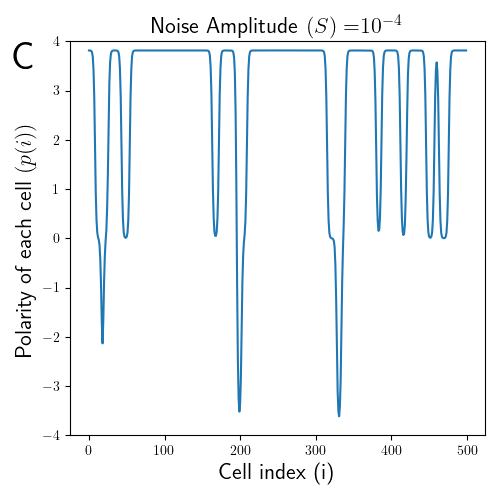 Noise Amplitude (S) =10⁻⁴
C
Polarity of each cell (p(i))
4
3
2
1
0
−1
−2
−3
−4
0 100 200 300 400 500
Cell index (i)